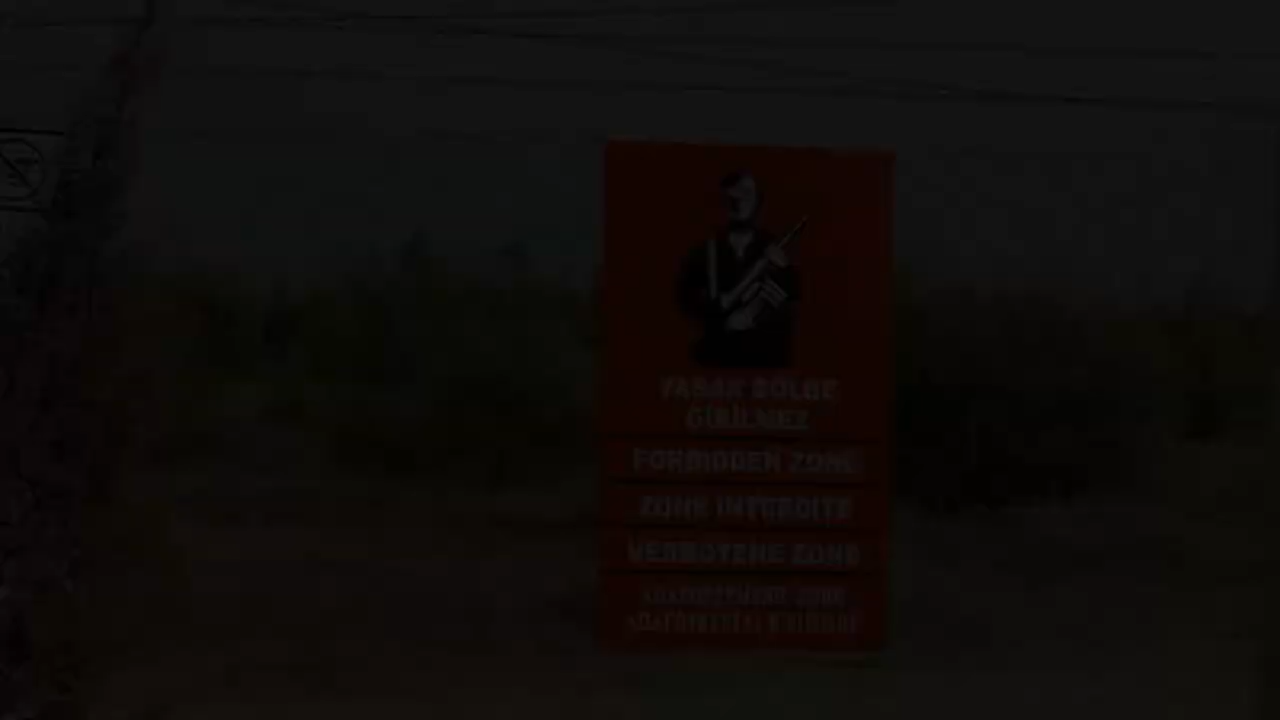 YASAK BÖLGE
GİRİLMEZ
FORBIDDEN ZONE
ZONE INTERDITE
VERBOTENE ZONE